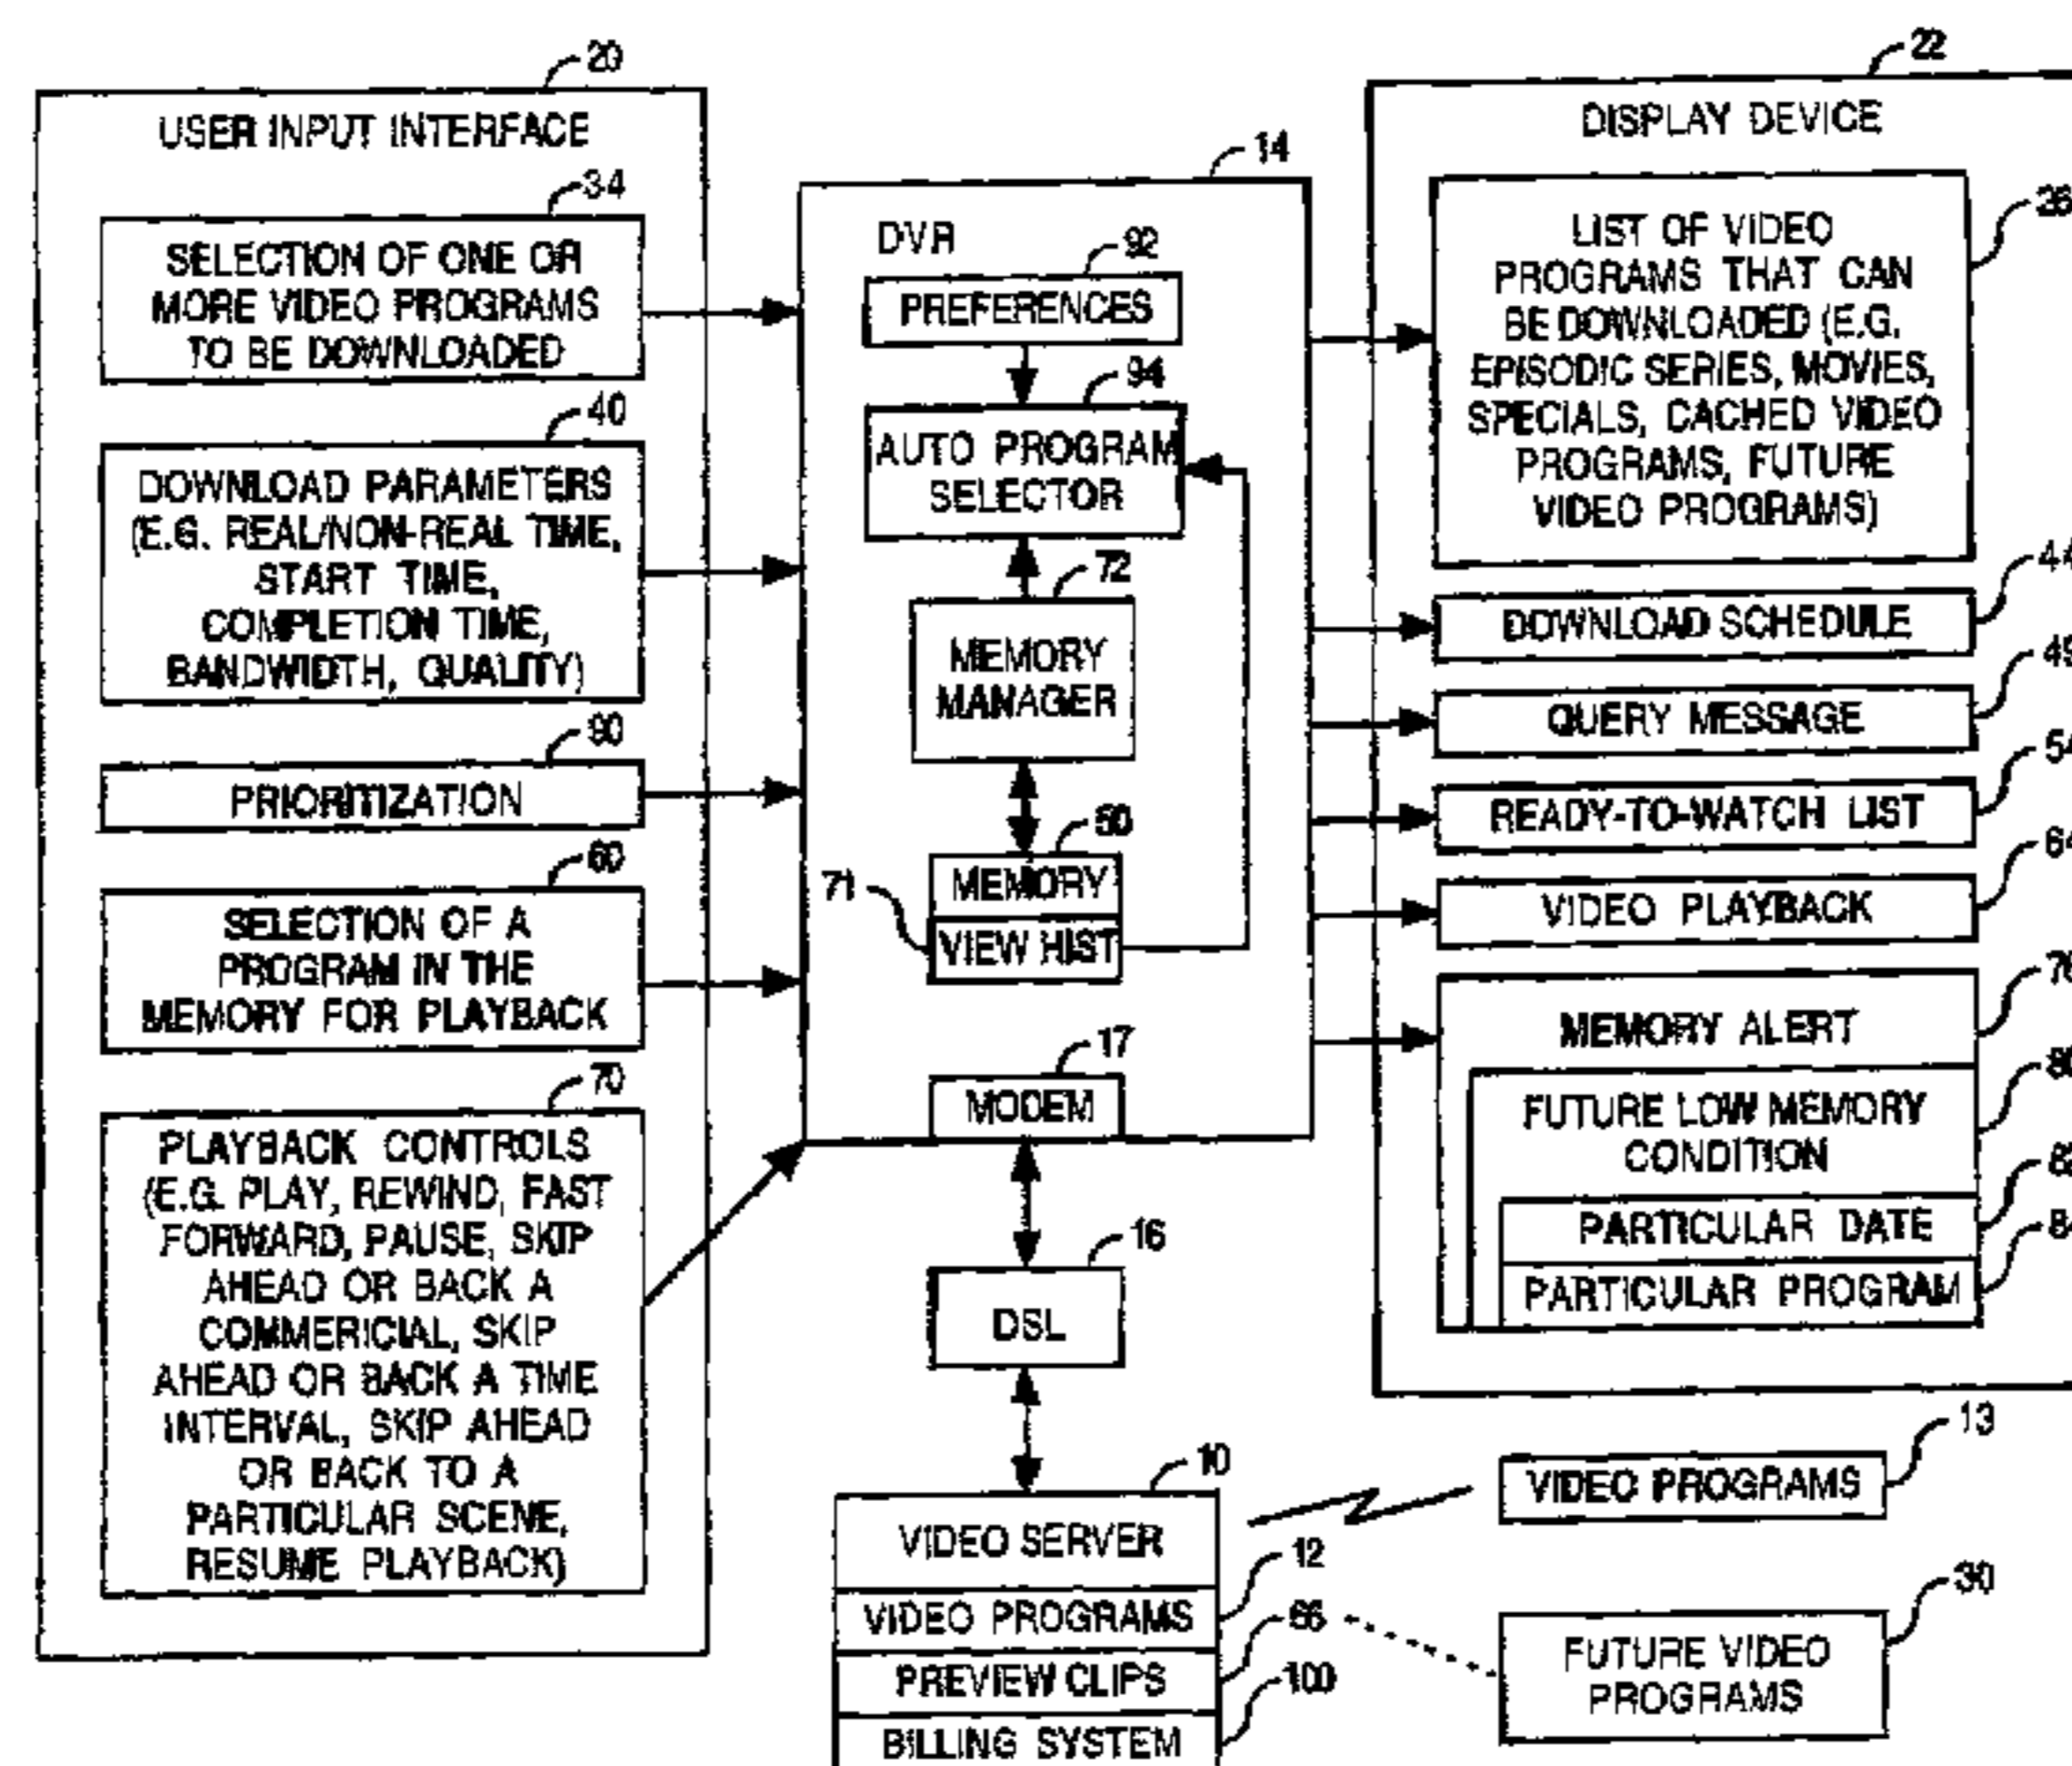 20
USER INPUT INTERFACE
34
SELECTION OF ONE OR
MORE VIDEO PROGRAMS
TO BE DOWNLOADED
40
DOWNLOAD PARAMETERS
(E.G. REAL/NON-REAL TIME,
START TIME,
COMPLETION TIME,
BANDWIDTH, QUALITY)
90
PRIORITIZATION
60
SELECTION OF A
PROGRAM IN THE
MEMORY FOR PLAYBACK
70
PLAYBACK CONTROLS
(E.G. PLAY, REWIND, FAST
FORWARD, PAUSE, SKIP
AHEAD OR BACK A
COMMERICIAL, SKIP
AHEAD OR BACK A TIME
INTERVAL, SKIP AHEAD
OR BACK TO A
PARTICULAR SCENE,
RESUME PLAYBACK)
14
DVR
92
PREFERENCES
94
AUTO PROGRAM
SELECTOR
72
MEMORY
MANAGER
50
MEMORY
71
VIEW HIST
17
MODEM
16
DSL
10
VIDEO SERVER
12
VIDEO PROGRAMS
66
PREVIEW CLIPS
100
BILLING SYSTEM
22
DISPLAY DEVICE
LIST OF VIDEO
PROGRAMS THAT CAN
BE DOWNLOADED (E.G.
EPISODIC SERIES, MOVIES,
SPECIALS, CACHED VIDEO
PROGRAMS, FUTURE
VIDEO PROGRAMS)
44
DOWNLOAD SCHEDULE
49
QUERY MESSAGE
54
READY-TO-WATCH LIST
64
VIDEO PLAYBACK
MEMORY ALERT
80
FUTURE LOW MEMORY
CONDITION
82
PARTICULAR DATE
84
PARTICULAR PROGRAM
13
VIDEO PROGRAMS
30
FUTURE VIDEO
PROGRAMS